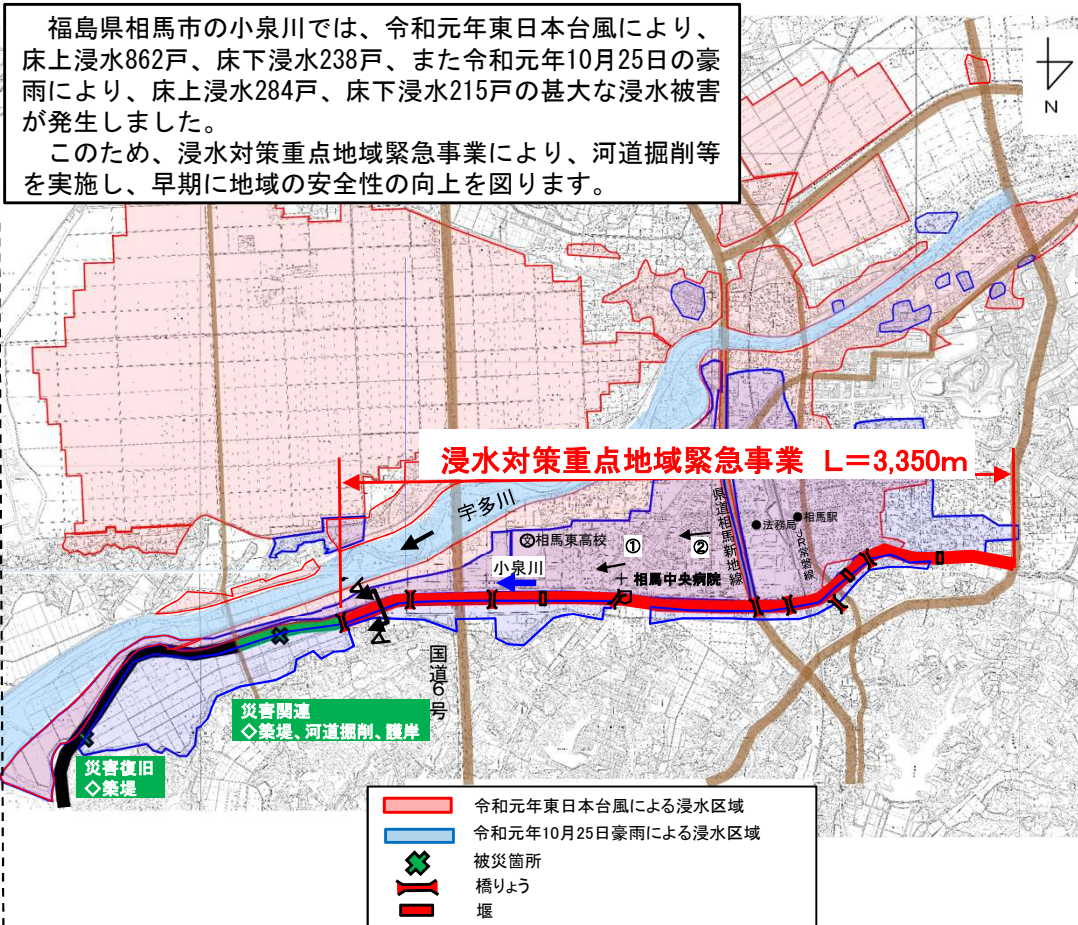 福島県相馬市の小泉川では、令和元年東日本台風により、
床上浸水862戸、床下浸水238戸、また令和元年10月25日の豪
雨により、床上浸水284戸、床下浸水215戸の甚大な浸水被害
が発生しました。
このため、浸水対策重点地域緊急事業により、河道掘削等
を実施し、早期に地域の安全性の向上を図ります。
N
浸水対策重点地域緊急事業 L=3,350m
宇多川
県道相馬新地線
●法務局
●相馬駅
JR常磐線
文相馬東高校
①
②
小泉川
相馬中央病院
国道6号
災害関連
◇築堤、河道掘削、護岸
災害復旧
◇築堤
令和元年東日本台風による浸水区域
令和元年10月25日豪雨による浸水区域
被災箇所
橋りょう
堰